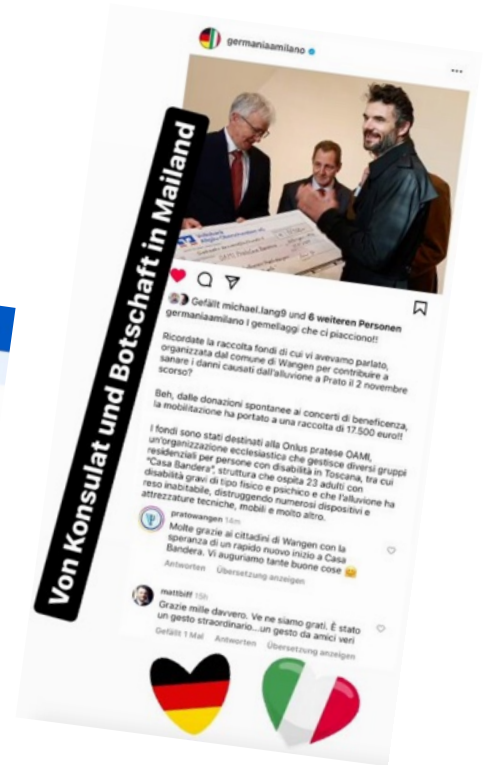 germaniaamilano
Von Konsulat und Botschaft in Mailand
Gefällt michael.lang9 und 6 weiteren Personen
germaniaamilano I gemellaggi che ci piacciono!!
Ricordate la raccolta fondi di cui vi avevamo parlato,
organizzata dal comune di Wangen per contribuire a
sanare i danni causati dall'alluvione a Prato il 2 novembre
scorso?
Beh, dalle donazioni spontanee ai concerti di beneficenza,
la mobilitazione ha portato a una raccolta di 17.500 euro!!
I fondi sono stati destinati alla Onlus pratese OAMI,
un'organizzazione ecclesiastica che gestisce diversi gruppi
residenziali per persone con disabilità in Toscana, tra cui
"Casa Bandera", struttura che ospita 23 adulti con
disabilità gravi di tipo fisico e psichico e che l'alluvione ha
reso inabitabile, distruggendo numerosi dispositivi e
attrezzature tecniche, mobili e molto altro.
pratowangen 14m
Molte grazie ai cittadini di Wangen con la
speranza di un rapido nuovo inizio a Casa
Bandera. Vi auguriamo tante buone cose 😊
Antworten Übersetzung anzeigen
mattbiff 15h
Grazie mille davvero. Ve ne siamo grati. È stato
un gesto straordinario...un gesto da amici veri
Gefällt 1 Mal Antworten Übersetzung anzeigen